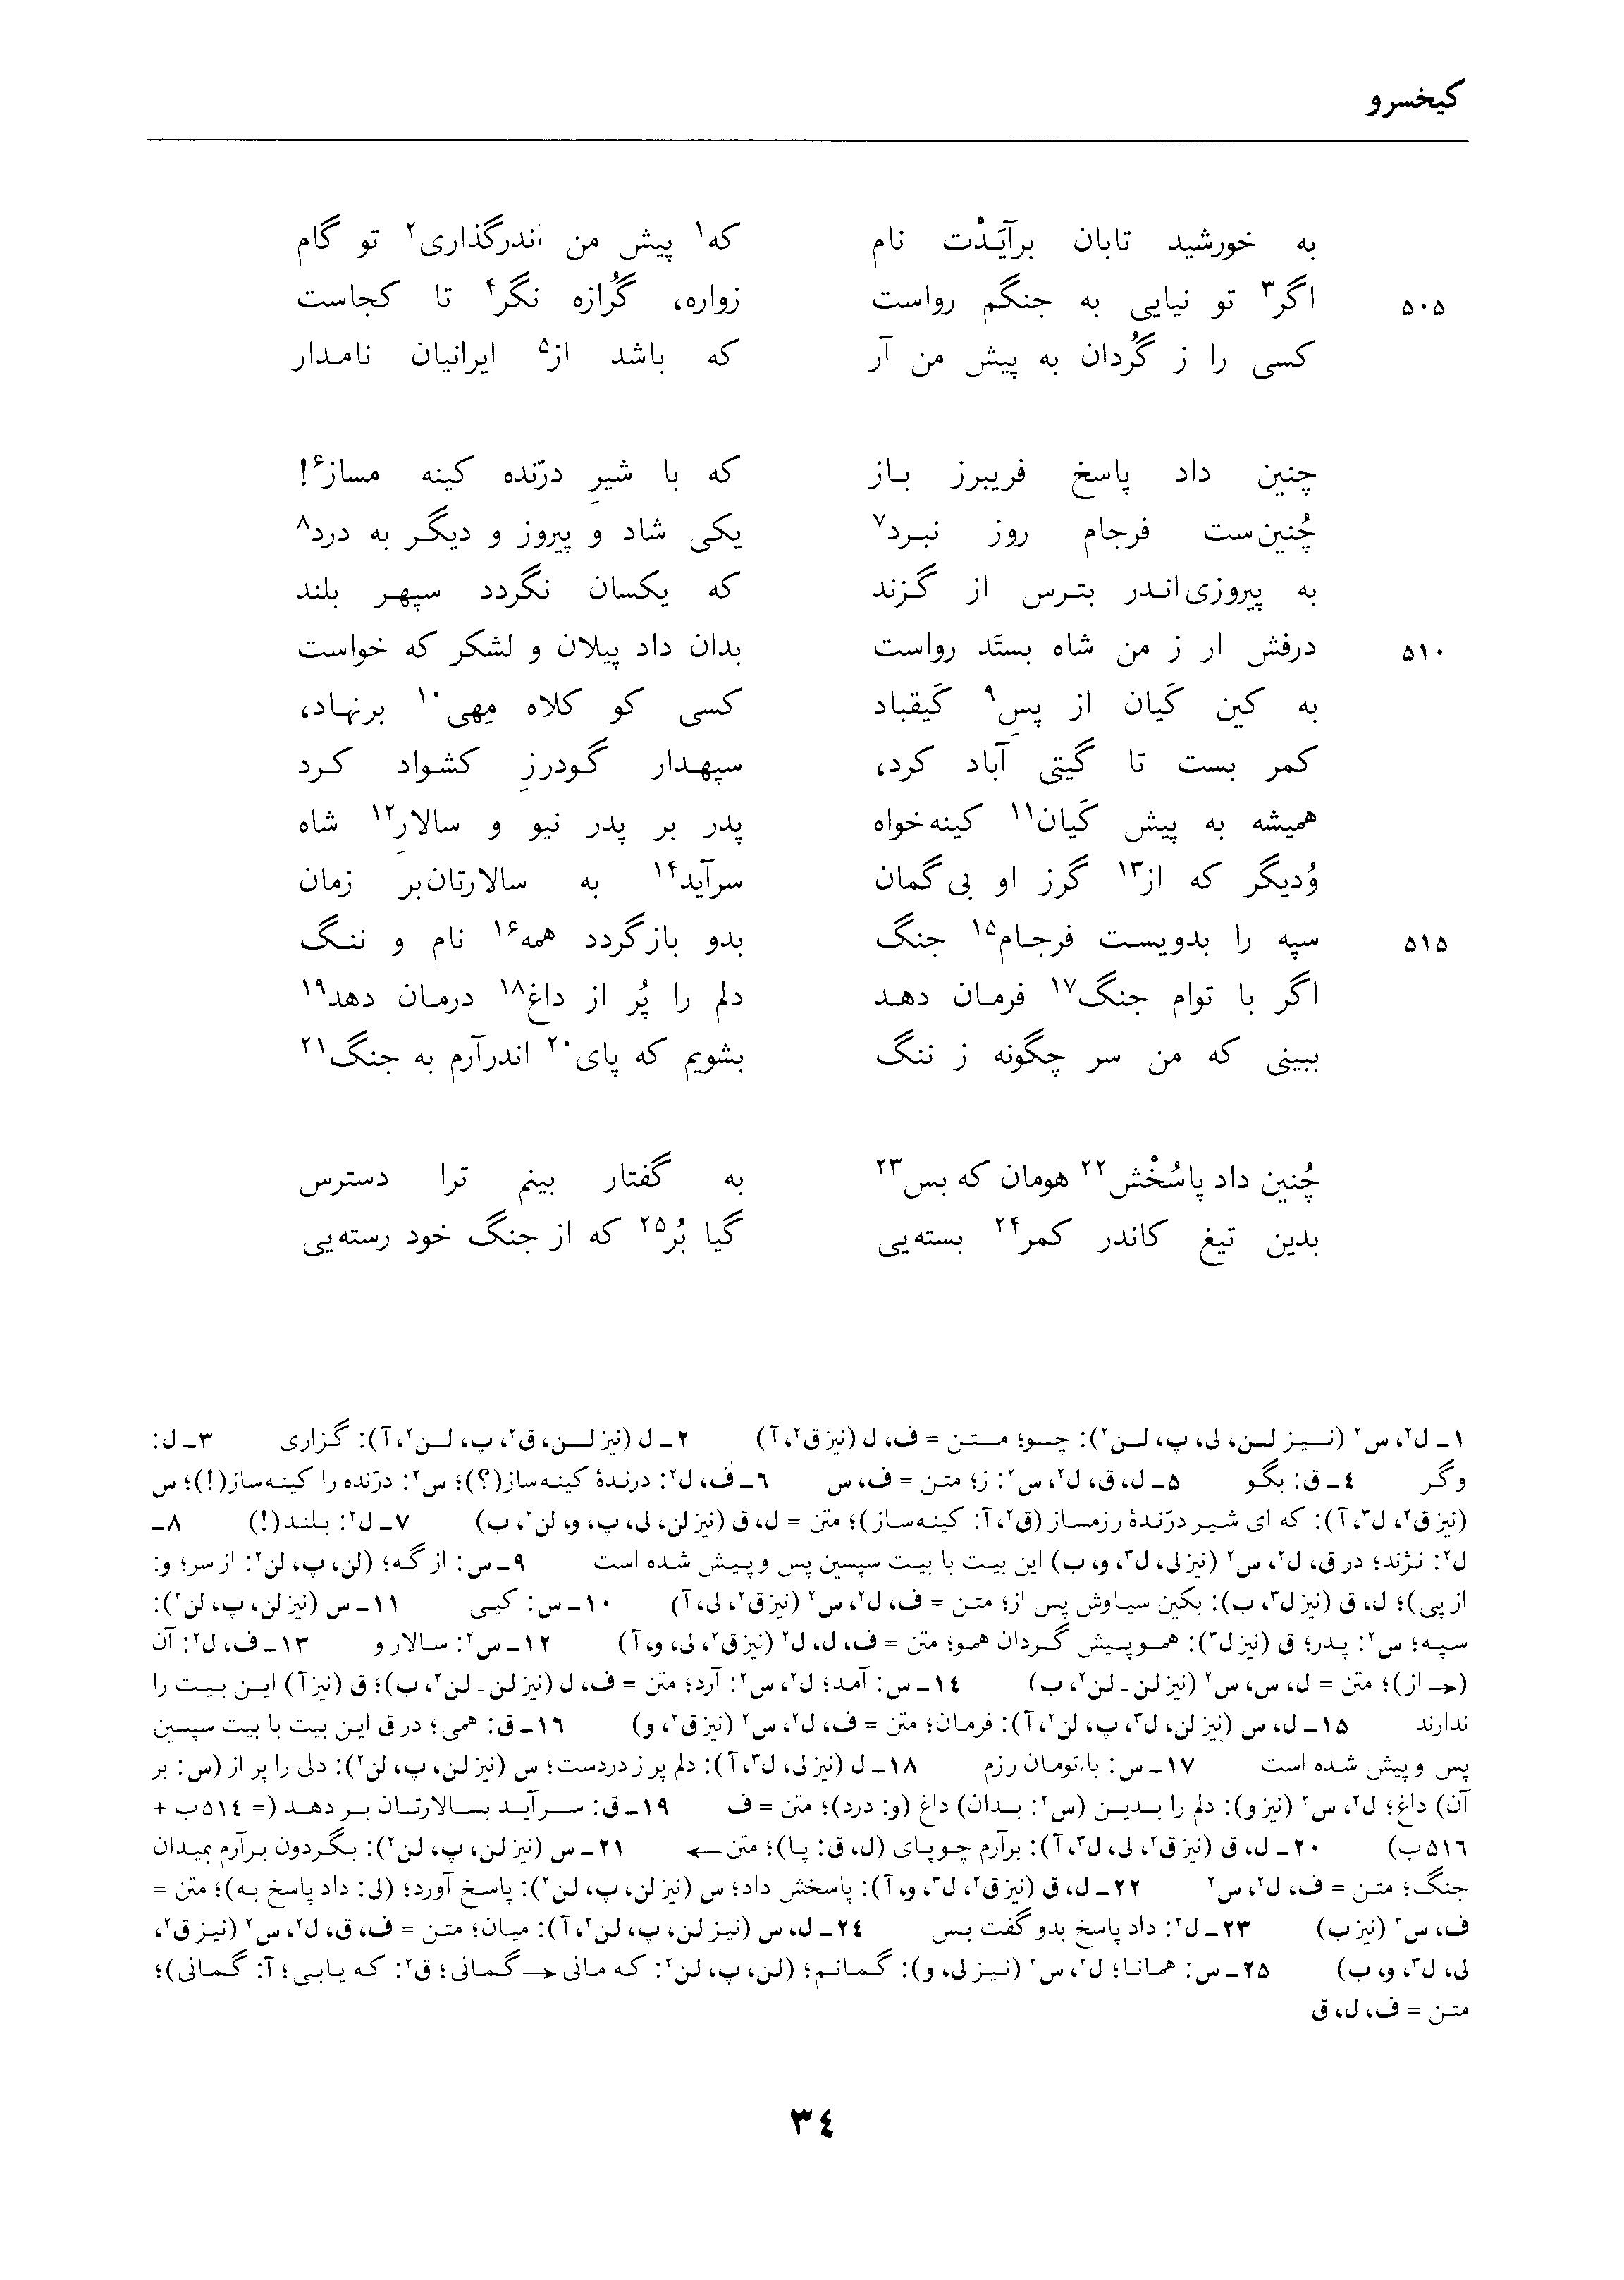 کیخسرو
به خورشید تابان برآیَدْت نام که۱ پیش من اندرگذاری۲ تو گام
۵۰۵ اگر۳ تو نیایی به جنگم رواست زواره، گُرازه نگر۴ تا کجاست
کسی را ز گُردان به پیش من آر که باشد از۵ ایرانیان نامدار
چنین داد پاسخ فریبرز باز که با شیرِ درّنده کینه مساز۶!
چُنین‌ست فرجام روز نبرد۷ یکی شاد و پیروز و دیگر به درد۸
به پیروزی‌اندر بترس از گزند که یکسان نگردد سپهر بلند
۵۱۰ درفش ار ز من شاه بستَد رواست بدان داد پیلان و لشکر که خواست
به کین کَیان از پسِ۹ کَیقباد کسی کو کلاه مِهی۱۰ برنهاد،
کمر بست تا گیتی آباد کرد، سپهدار گودرزِ کشواد کرد
همیشه به پیش کَیان۱۱ کینه‌خواه پدر بر پدر نیو و سالارِ۱۲ شاه
وُدیگر که از۱۳ گرز او بی‌گمان سرآید۱۴ به سالارتان‌بر زمان
۵۱۵ سپه را بدویست فرجام۱۵ جنگ بدو بازگردد همه۱۶ نام و ننگ
اگر با توام جنگ۱۷ فرمان دهد دلم را پُر از داغ۱۸ درمان دهد۱۹
ببینی که من سر چگونه ز ننگ بشویم که پای۲۰ اندرآرم به جنگ۲۱
چُنین داد پاسُخْش۲۲ هومان که بس۲۳ به گفتار بینم ترا دسترس
بدین تیغ کاندر کمر۲۴ بسته‌یی گیا بُر۲۵ که از جنگ خود رسته‌یی
۱ـ ل۲، س۲ (نیز لن، لی، پ، لن۲): چو؛ متن = ف، ل (نیز ق۲، آ) ۲ـ ل (نیز لن، ق۲، پ، لن۲، آ): گزاری ۳ـ ل:
وگر ٤ـ ق: بگو ۵ـ ل، ق، ل۲، س۲: ز؛ متن = ف، س ٦ـ ف، ل۲: درندهٔ کینه‌ساز(؟)؛ س۲: درّنده را کینه‌ساز(!)؛ س
(نیز ق۲، ل۳، آ): که ای شیر درّندهٔ رزمساز (ق۲، آ: کینه‌ساز)؛ متن = ل، ق (نیز لن، لی، پ، و، لن۲، ب) ۷ـ ل۲: بلند(!) ۸ـ
ل۲: نژند؛ در ق، ل۲، س۲ (نیز لی، ل۳، و، ب) این بیت با بیت سپسین پس و پیش شده است ۹ـ س: از گه؛ (لن، پ، لن۲: از سر؛ و:
از پی)؛ ل، ق (نیز ل۳، ب): بکین سیاوش پس از؛ متن = ف، ل۲، س۲ (نیز ق۲، لی، آ) ۱۰ـ س: کیی ۱۱ـ س (نیز لن، پ، لن۲):
سپه؛ س۲: پدر؛ ق (نیز ل۳): همو پیش گردان همو؛ متن = ف، ل، ل۲ (نیز ق۲، لی، و، آ) ۱۲ـ س۲: سالار و ۱۳ـ ف، ل۲: آن
(→ از)؛ متن = ل، س، س۲ (نیز لن ـ لن۲، ب) ۱٤ـ س: آمد؛ ل۲، س۲: آرد؛ متن = ف، ل (نیز لن ـ لن۲، ب)؛ ق (نیز آ) این بیت را
ندارند ۱۵ـ ل، س (نیز لن، ل۳، پ، لن۲، آ): فرمان؛ متن = ف، ل۲، س۲ (نیز ق۲، و) ۱٦ـ ق: همی؛ در ق این بیت با بیت سپسین
پس و پیش شده است ۱۷ـ س: با،تومان رزم ۱۸ـ ل (نیز لی، ل۳، آ): دلم پر ز دردست؛ س (نیز لن، پ، لن۲): دلی را پر از (س: بر
آن) داغ؛ ل۲، س۲ (نیز و): دلم را بدین (س۲: بدان) داغ (و: درد)؛ متن = ف ۱۹ـ ق: سرآید بسالارتان بر دهد (= ۵۱٤ب +
۵۱٦ب) ۲۰ـ ل، ق (نیز ق۲، لی، ل۳، آ): برآرم چو پای (ل، ق: پا)؛ متن ← ۲۱ـ س (نیز لن، پ، لن۲): بگردون برآرم بمیدان
جنگ؛ متن = ف، ل۲، س۲ ۲۲ـ ل، ق (نیز ق۲، ل۳، و، آ): پاسخش داد؛ س (نیز لن، پ، لن۲): پاسخ آورد؛ (لی: داد پاسخ به)؛ متن =
ف، س۲ (نیز ب) ۲۳ـ ل۲: داد پاسخ بدو گفت بس ۲٤ـ ل، س (نیز لن، پ، لن۲، آ): میان؛ متن = ف، ق، ل۲، س۲ (نیز ق۲،
لی، ل۳، و، ب) ۲۵ـ س: همانا؛ ل۲، س۲ (نیز لی، و): گمانم؛ (لن، پ، لن۲: که مانی → گمانی؛ ق۲: که یابی؛ آ: گمانی)؛
متن = ف، ل، ق
۳٤